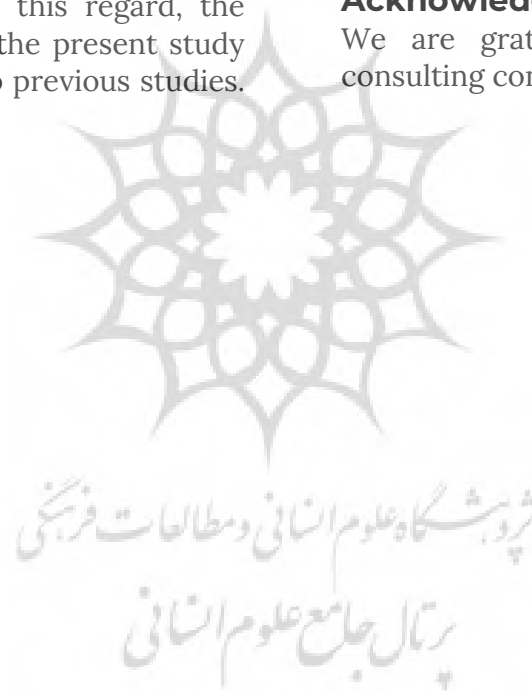 this regard, the
the present study
previous studies.
We are grat
consulting
پژوهشگاه علوم انسانی و مطالعات فرهنگی
پرتال جامع علوم انسانی